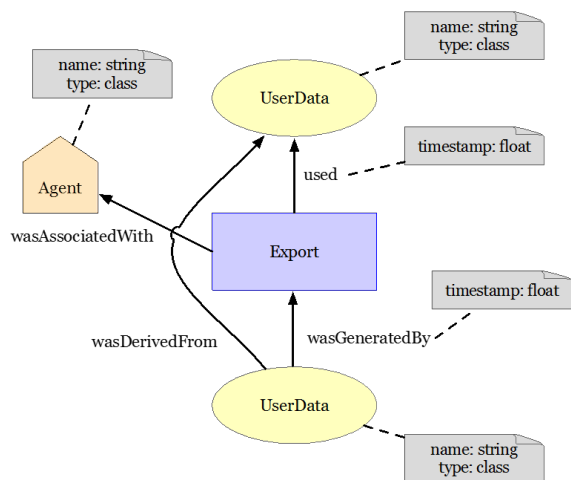 name: string
type: class
name: string
type: class
UserData
timestamp: float
used
Agent
wasAssociatedWith
Export
timestamp: float
wasDerivedFrom
wasGeneratedBy
UserData
name: string
type: class